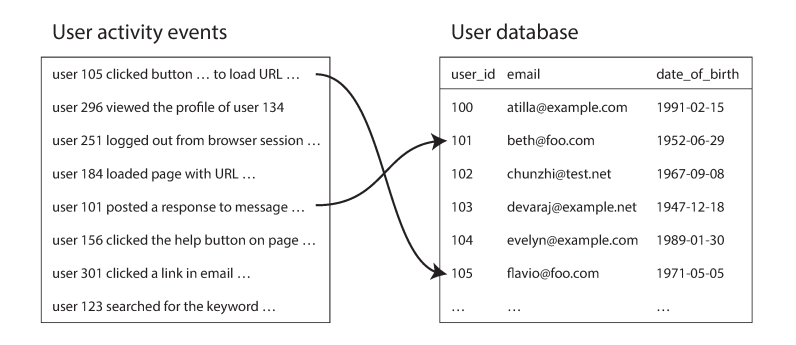 User activity events
user 105 clicked button … to load URL …
user 296 viewed the profile of user 134
user 251 logged out from browser session …
user 184 loaded page with URL …
user 101 posted a response to message …
user 156 clicked the help button on page …
user 301 clicked a link in email …
user 123 searched for the keyword …
User database
user_id email date_of_birth
100 atilla@example.com 1991-02-15
101 beth@foo.com 1952-06-29
102 chunzhi@test.net 1967-09-08
103 devaraj@example.net 1947-12-18
104 evelyn@example.com 1989-01-30
105 flavio@foo.com 1971-05-05
… … …